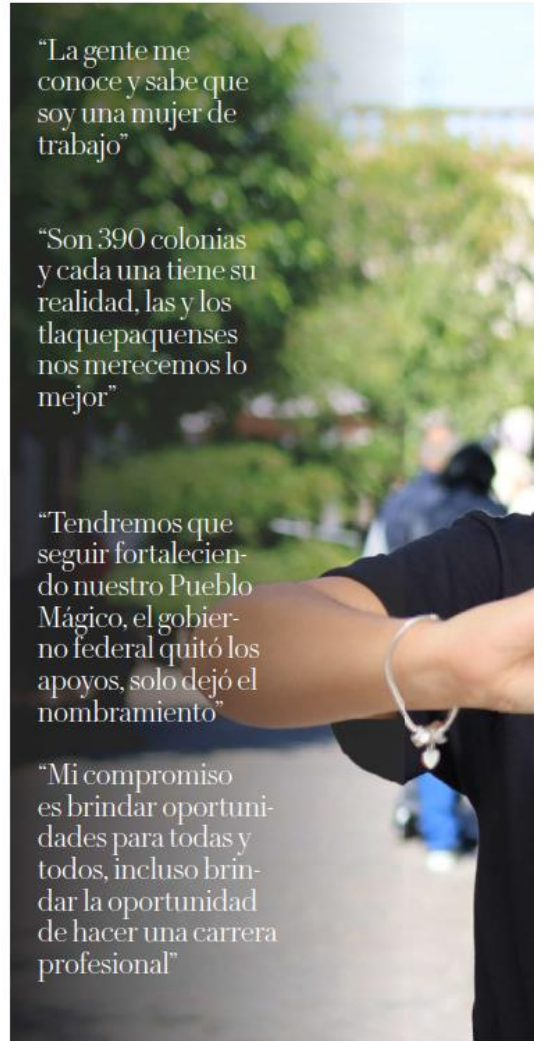 “La gente me
conoce y sabe que
soy una mujer de
trabajo”
“Son 390 colonias
y cada una tiene su
realidad, las y los
tlaquepaquenses
nos merecemos lo
mejor”
“Tendremos que
seguir fortalecien-
do nuestro Pueblo
Mágico, el gobier-
no federal quitó los
apoyos, solo dejó el
nombramiento”
“Mi compromiso
es brindar oportuni-
dades para todas y
todos, incluso brin-
dar la oportunidad
de hacer una carrera
profesional”